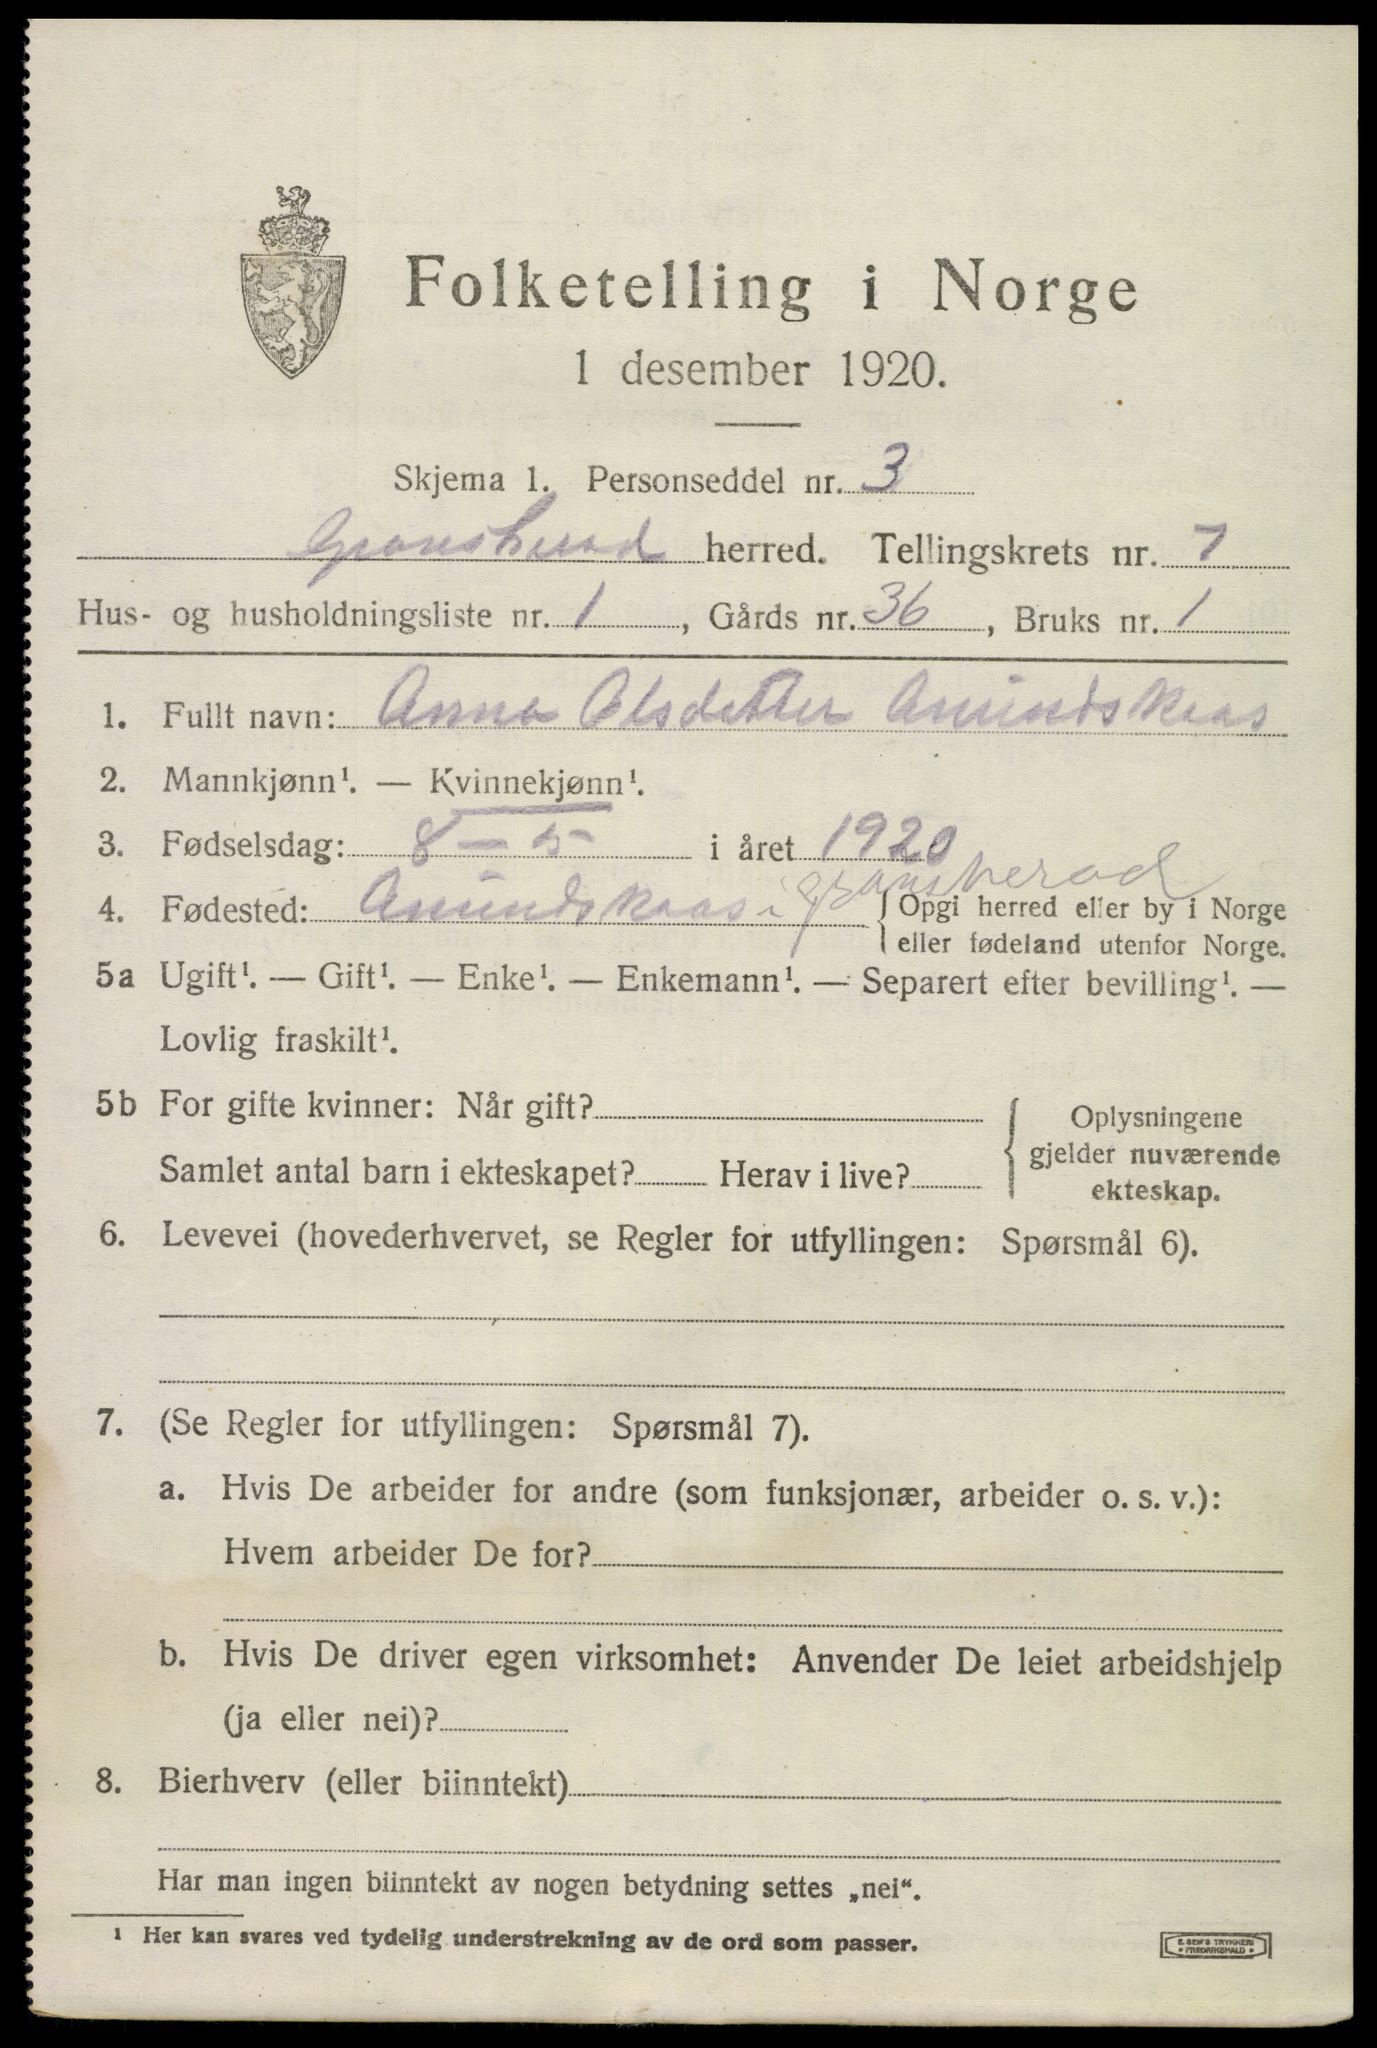 Folketelling i Norge
1 desember 1920.
Skjema 1. Personseddel nr. 3
Gransherad herred. Tellingskrets nr. 7
Hus- og husholdningsliste nr. 1, Gårds nr. 36, Bruks nr. 1
1. Fullt navn: Anna Olsdatter Amundskaas
2. Mannkjønn¹. — Kvinnekjønn¹.
3. Fødselsdag: 8 – 5 i året 1920
4. Fødested: Amundskaas i Gransherad { Opgi herred eller by i Norge
eller fødeland utenfor Norge.
5a Ugift¹. — Gift¹. — Enke¹. — Enkemann¹. — Separert efter bevilling¹. —
Lovlig fraskilt¹.
5b For gifte kvinner: Når gift?
Samlet antal barn i ekteskapet? Herav i live?
Oplysningene
gjelder nuværende
ekteskap.
6. Levevei (hovederhvervet, se Regler for utfyllingen: Spørsmål 6).
7. (Se Regler for utfyllingen: Spørsmål 7).
a. Hvis De arbeider for andre (som funksjonær, arbeider o. s. v.):
Hvem arbeider De for?
b. Hvis De driver egen virksomhet: Anvender De leiet arbeidshjelp
(ja eller nei)?
8. Bierhverv (eller biinntekt)
Har man ingen biinntekt av nogen betydning settes „nei“.
¹ Her kan svares ved tydelig understrekning av de ord som passer.
E. SEM'S TRYKKERI
• FREDRIKSHALD •